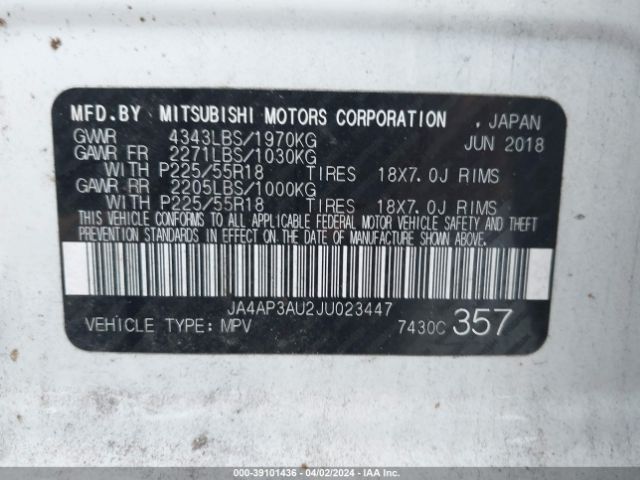 MFD.BY MITSUBISHI MOTORS CORPORATION . JAPAN
GVWR 4343LBS/1970KG JUN 2018
GAWR FR 2271LBS/1030KG
WITH P225/55R18 TIRES 18X7.0J RIMS
GAWR RR 2205LBS/1000KG
WITH P225/55R18 TIRES 18X7.0J RIMS
THIS VEHICLE CONFORMS TO ALL APPLICABLE FEDERAL MOTOR VEHICLE SAFETY AND THEFT
PREVENTION STANDARDS IN EFFECT ON THE DATE OF MANUFACTURE SHOWN ABOVE.
JA4AP3AU2JU023447
VEHICLE TYPE: MPV 7430C 357
000-39101436 - 04/02/2024 - IAAI.COM